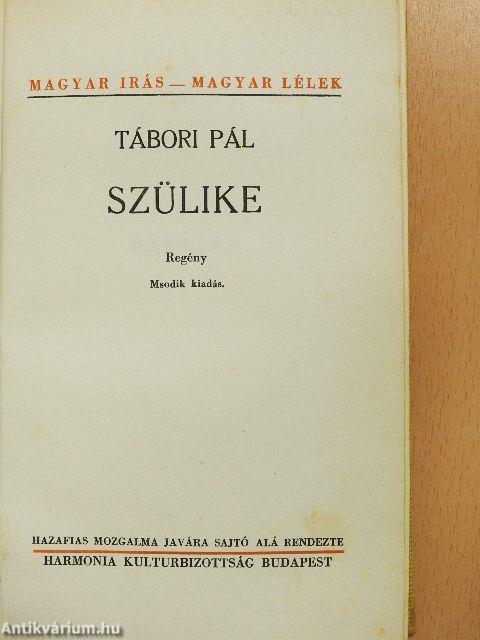 MAGYAR IRÁS — MAGYAR LÉLEK
TÁBORI PÁL
SZÜLIKE
Regény
Msodik kiadás.
HAZAFIAS MOZGALMA JAVÁRA SAJTÓ ALÁ RENDEZTE
HARMONIA KULTURBIZOTTSÁG BUDAPEST
Antikvárium.hu